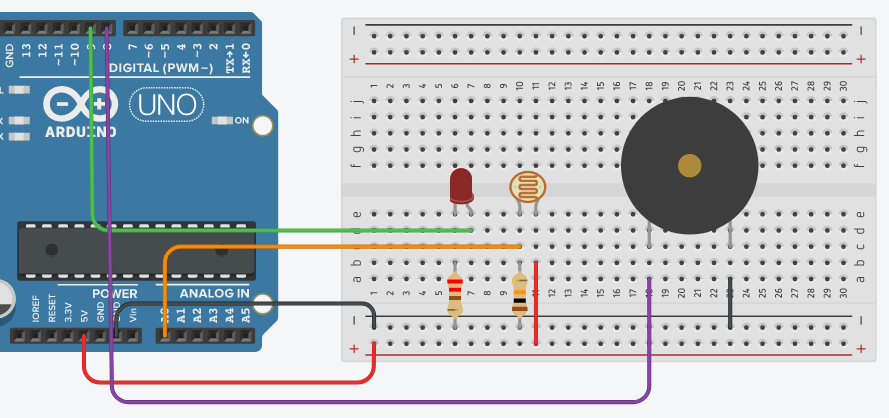 GND 13 12 ~11 ~10 9 8 7 ~6 ~5 4 ~3 2 TX→1 RX←0
DIGITAL (PWM~)
UNO
ARDUINO
ON
IOREF RESET 3.3V 5V GND GND Vin A0 A1 A2 A3 A4 A5
POWER
ANALOG IN
− −
+ +
1 2 3 4 5 6 7 8 9 10 11 12 13 14 15 16 17 18 19 20 21 22 23 24 25 26 27 28 29 30
j j
i i
h h
g g
f f
e e
d d
c c
b b
a a
1 2 3 4 5 6 7 8 9 10 11 12 13 14 15 16 17 18 19 20 21 22 23 24 25 26 27 28 29 30
− −
+ +